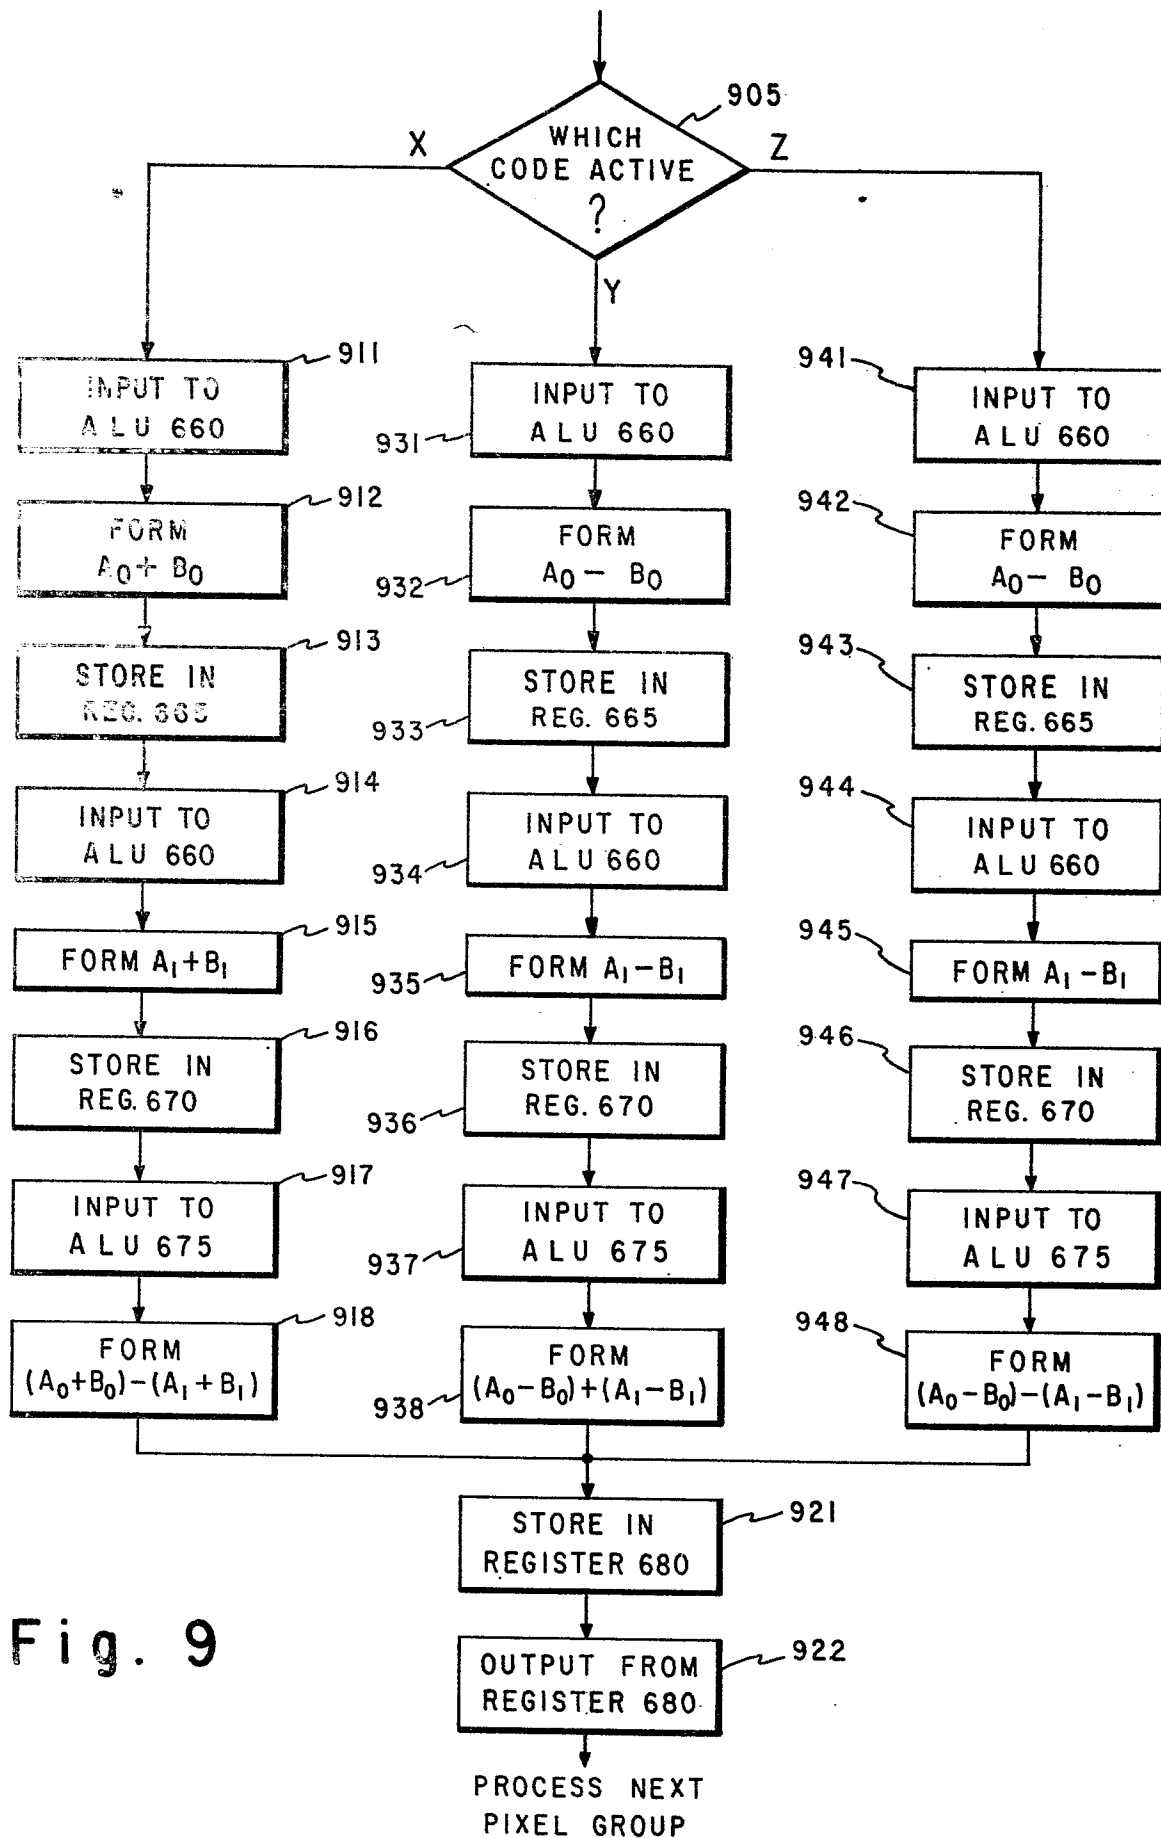 905
WHICH
CODE ACTIVE
?
X
Z
Y
911
INPUT TO
ALU 660
912
FORM
A₀+ B₀
913
STORE IN
REG. 665
914
INPUT TO
ALU 660
915
FORM A₁+B₁
916
STORE IN
REG. 670
917
INPUT TO
ALU 675
918
FORM
(A₀+B₀)−(A₁+B₁)
931
INPUT TO
ALU 660
932
FORM
A₀− B₀
933
STORE IN
REG. 665
934
INPUT TO
ALU 660
935
FORM A₁−B₁
936
STORE IN
REG. 670
937
INPUT TO
ALU 675
938
FORM
(A₀−B₀)+(A₁−B₁)
941
INPUT TO
ALU 660
942
FORM
A₀− B₀
943
STORE IN
REG. 665
944
INPUT TO
ALU 660
945
FORM A₁−B₁
946
STORE IN
REG. 670
947
INPUT TO
ALU 675
948
FORM
(A₀−B₀)−(A₁−B₁)
921
STORE IN
REGISTER 680
922
OUTPUT FROM
REGISTER 680
PROCESS NEXT
PIXEL GROUP
Fig. 9